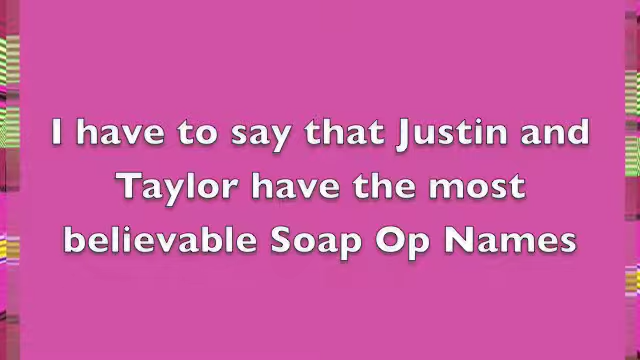 I have to say that Justin and
Taylor have the most
believable Soap Op Names